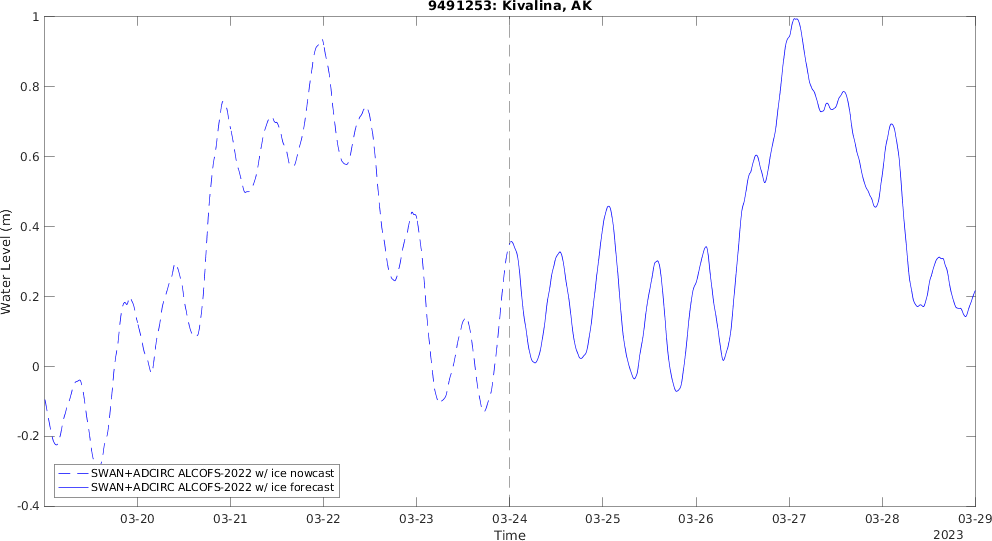 9491253: Kivalina, AK
1
0.8
0.6
0.4
0.2
0
-0.2
-0.4
Water Level (m)
SWAN+ADCIRC ALCOFS-2022 w/ ice nowcast
SWAN+ADCIRC ALCOFS-2022 w/ ice forecast
03-20 03-21 03-22 03-23 03-24 03-25 03-26 03-27 03-28 03-29
Time
2023